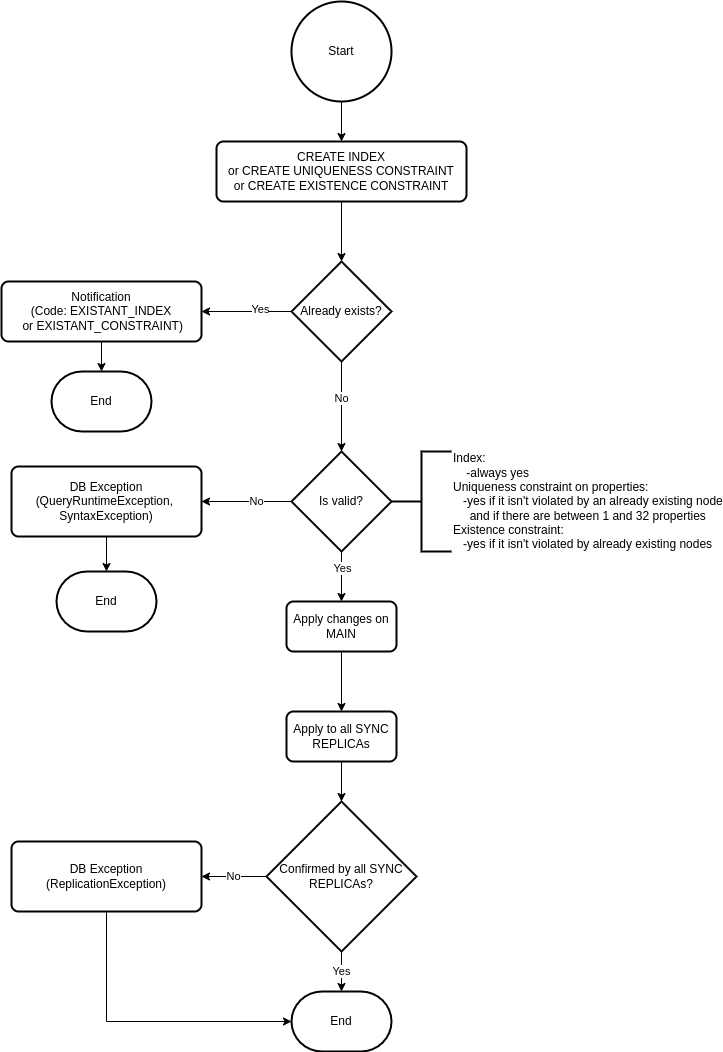 Start
CREATE INDEX
or CREATE UNIQUENESS CONSTRAINT
or CREATE EXISTENCE CONSTRAINT
Already exists?
Yes
Notification
(Code: EXISTANT_INDEX
or EXISTANT_CONSTRAINT)
End
No
Is valid?
Index:
-always yes
Uniqueness constraint on properties:
-yes if it isn't violated by an already existing node
and if there are between 1 and 32 properties
Existence constraint:
-yes if it isn't violated by already existing nodes
No
DB Exception
(QueryRuntimeException,
SyntaxException)
End
Yes
Apply changes on
MAIN
Apply to all SYNC
REPLICAs
Confirmed by all SYNC
REPLICAs?
No
DB Exception
(ReplicationException)
Yes
End